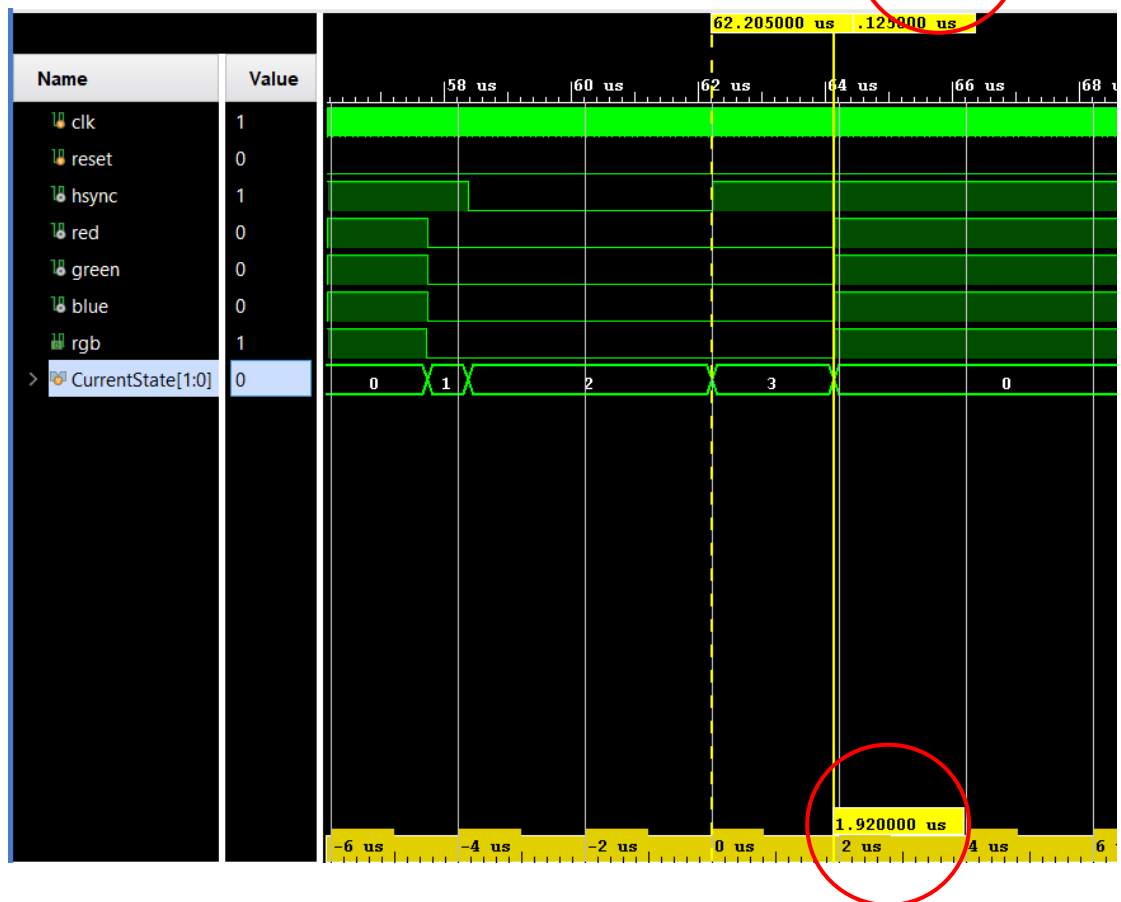 62.205000 us .125000 us
Name Value
58 us 60 us 62 us 64 us 66 us 68
clk 1
reset 0
hsync 1
red 0
green 0
blue 0
rgb 1
> CurrentState[1:0] 0 0 1 2 3 0
1.920000 us
-6 us -4 us -2 us 0 us 2 us 4 us 6